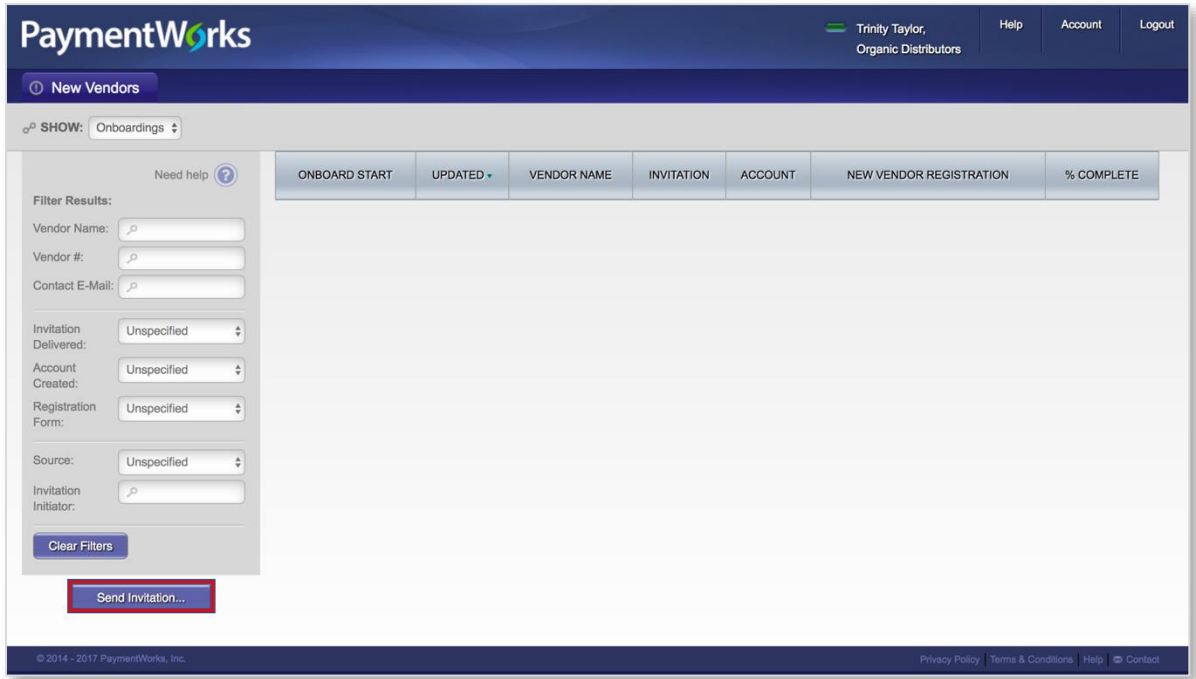 PaymentWorks
Trinity Taylor,
Organic Distributors
Help
Account
Logout
New Vendors
SHOW: Onboardings
Need help ?
ONBOARD START UPDATED VENDOR NAME INVITATION ACCOUNT NEW VENDOR REGISTRATION % COMPLETE
Filter Results:
Vendor Name:
Vendor #:
Contact E-Mail:
Invitation
Delivered:
Unspecified
Account
Created:
Unspecified
Registration
Form:
Unspecified
Source:
Unspecified
Invitation
Initiator:
Clear Filters
Send Invitation...
© 2014 - 2017 PaymentWorks, Inc.
Privacy Policy | Terms & Conditions | Help | Contact